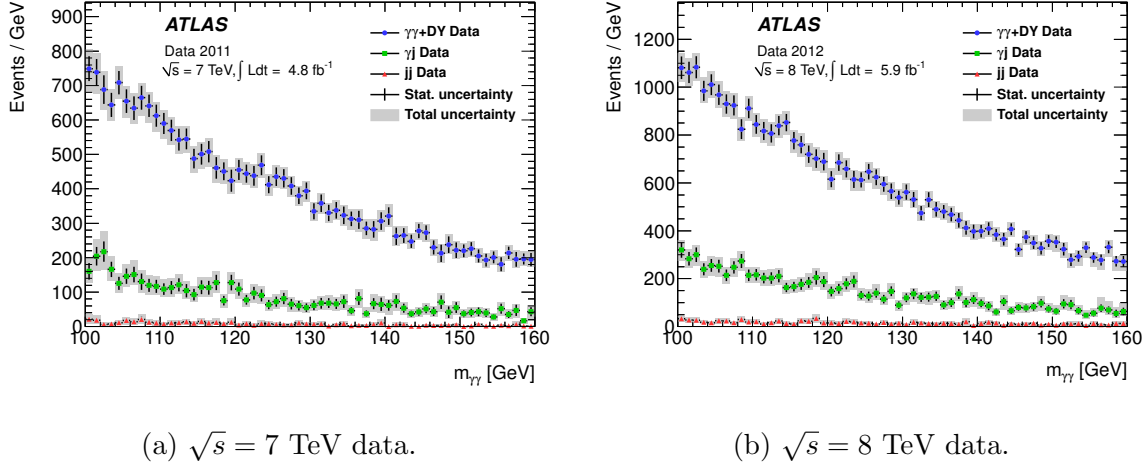 Events / GeV
900
800
700
600
500
400
300
200
100
0
100 110 120 130 140 150 160
m_γγ [GeV]
ATLAS
Data 2011
√s = 7 TeV, ∫ Ldt = 4.8 fb⁻¹
γγ+DY Data
γj Data
jj Data
Stat. uncertainty
Total uncertainty
(a) √s = 7 TeV data.
Events / GeV
1200
1000
800
600
400
200
0
100 110 120 130 140 150 160
m_γγ [GeV]
ATLAS
Data 2012
√s = 8 TeV, ∫ Ldt = 5.9 fb⁻¹
γγ+DY Data
γj Data
jj Data
Stat. uncertainty
Total uncertainty
(b) √s = 8 TeV data.